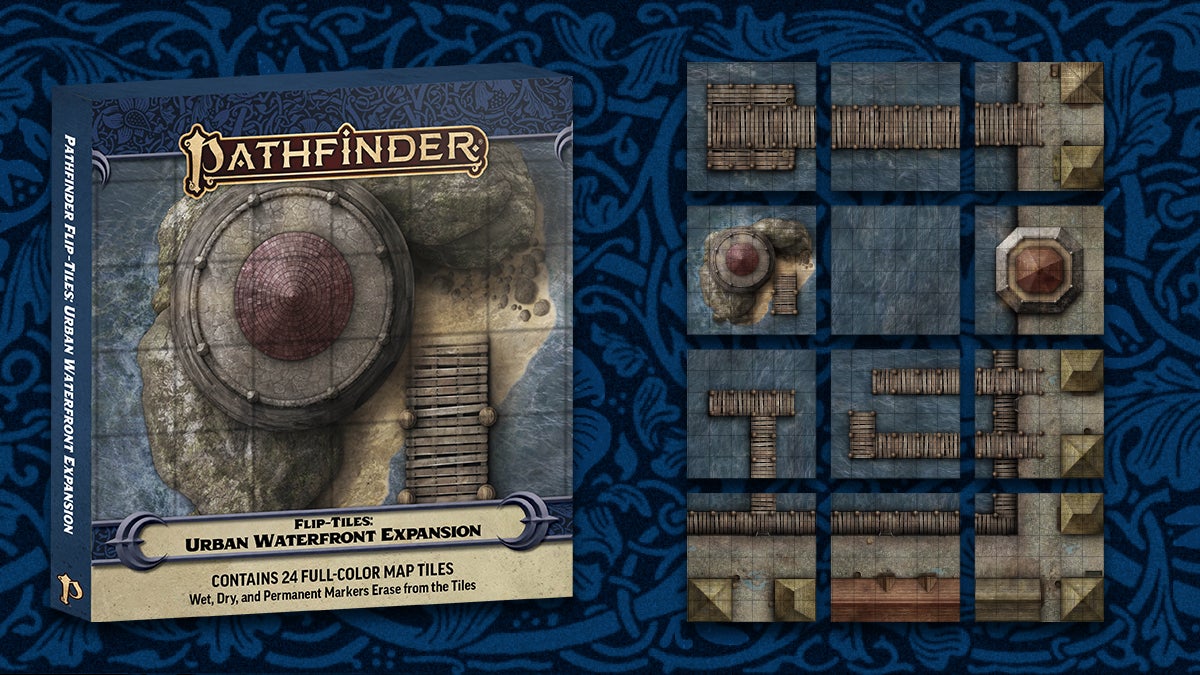 PATHFINDER FLIP-TILES: URBAN WATERFRONT EXPANSION
PATHFINDER
FLIP-TILES:
URBAN WATERFRONT EXPANSION
CONTAINS 24 FULL-COLOR MAP TILES
Wet, Dry, and Permanent Markers Erase from the Tiles
P